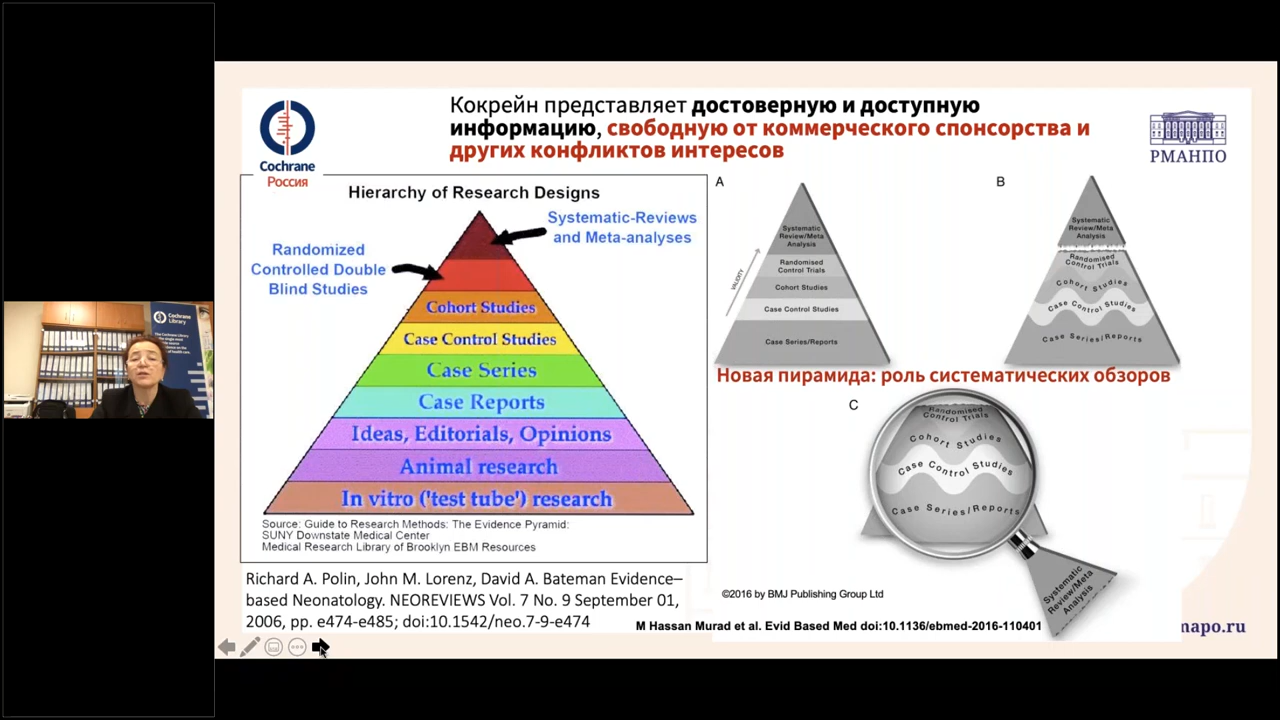 Кокрейн представляет достоверную и доступную
информацию, свободную от коммерческого спонсорства и
других конфликтов интересов
Cochrane
Россия
РМАНПО
Hierarchy of Research Designs
Systematic-Reviews
and Meta-analyses
Randomized
Controlled Double
Blind Studies
Cohort Studies
Case Control Studies
Case Series
Case Reports
Ideas, Editorials, Opinions
Animal research
In vitro ('test tube') research
Source: Guide to Research Methods: The Evidence Pyramid:
SUNY Downstate Medical Center
Medical Research Library of Brooklyn EBM Resources
Richard A. Polin, John M. Lorenz, David A. Bateman Evidence–
based Neonatology. NEOREVIEWS Vol. 7 No. 9 September 01,
2006, pp. e474-e485; doi:10.1542/neo.7-9-e474
A
Systematic
Review/Meta
Analysis
Randomised
Control Trials
Cohort Studies
Case Control Studies
Case Series/Reports
VALIDITY
B
Systematic
Review/Meta
Analysis
Randomised
Control Trials
Cohort Studies
Case Control Studies
Case Series/Reports
Новая пирамида: роль систематических обзоров
C
Randomised
Control Trials
Cohort Studies
Case Control Studies
Case Series/Reports
Systematic
Review/Meta
Analysis
©2016 by BMJ Publishing Group Ltd
M Hassan Murad et al. Evid Based Med doi:10.1136/ebmed-2016-110401
mapo.ru
Cochrane
Library